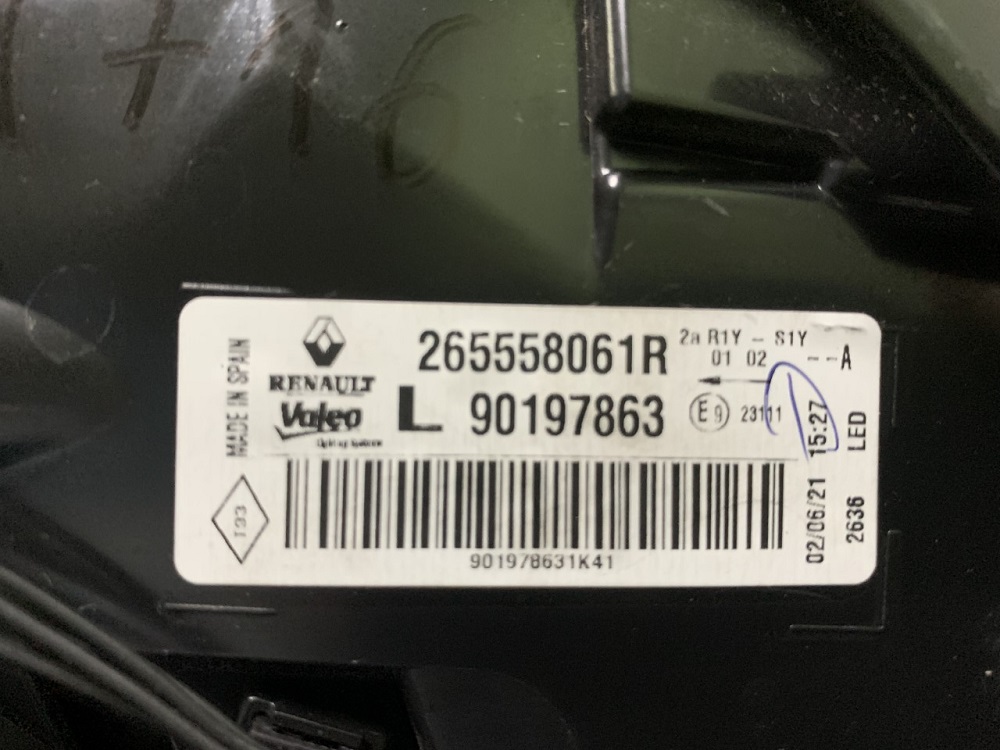 MADE IN SPAIN
RENAULT
Valeo
265558061R
L 90197863
2a R1Y - S1Y
01 02 --A
E9 23111
02/06/21 15:27
2636 LED
901978631K41